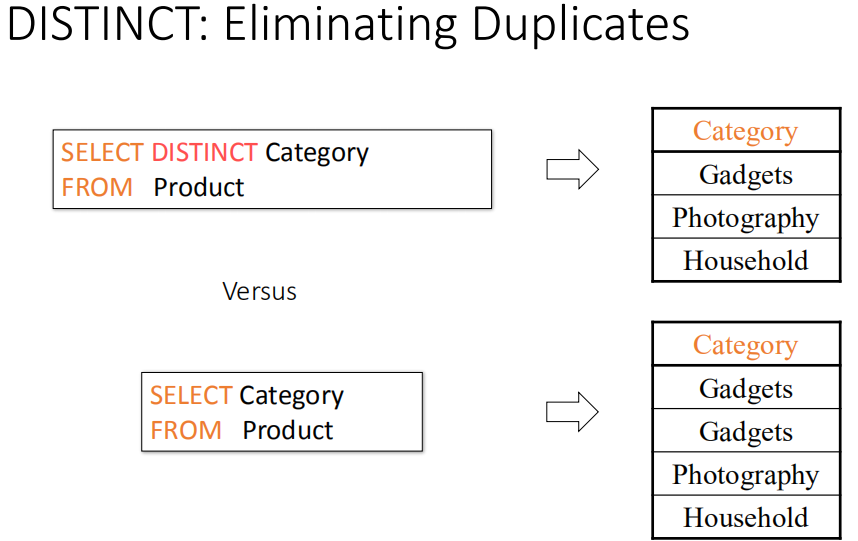 DISTINCT: Eliminating Duplicates
SELECT DISTINCT Category
FROM Product
Category
Gadgets
Photography
Household
Versus
SELECT Category
FROM Product
Category
Gadgets
Gadgets
Photography
Household